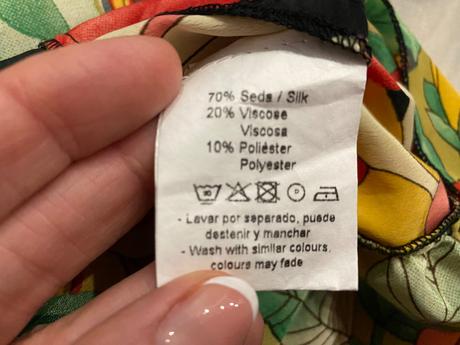 70% Seda / Silk
20% Viscose
Viscosa
10% Poliéster
Polyester
- Lavar por separado, puede
destenir y manchar
- Wash with similar colours,
colours may fade